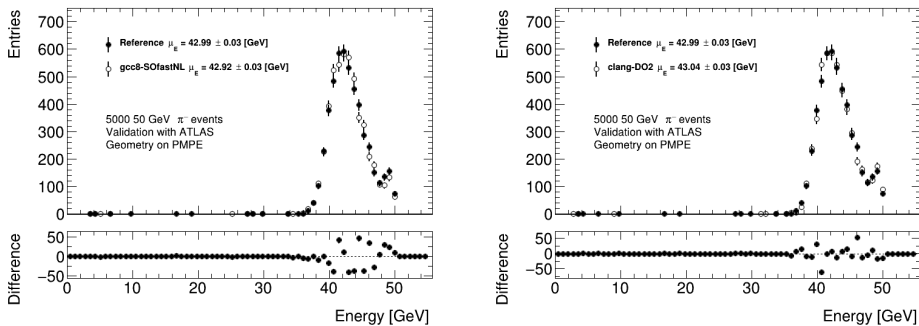 Entries
700
600
500
400
300
200
100
0
Reference μE = 42.99 ± 0.03 [GeV]
gcc8-SOfastNL μE = 42.92 ± 0.03 [GeV]
5000 50 GeV π− events
Validation with ATLAS
Geometry on PMPE
Difference
50
0
−50
0 10 20 30 40 50
Energy [GeV]
Entries
700
600
500
400
300
200
100
0
Reference μE = 42.99 ± 0.03 [GeV]
clang-DO2 μE = 43.04 ± 0.03 [GeV]
5000 50 GeV π− events
Validation with ATLAS
Geometry on PMPE
Difference
50
0
−50
0 10 20 30 40 50
Energy [GeV]